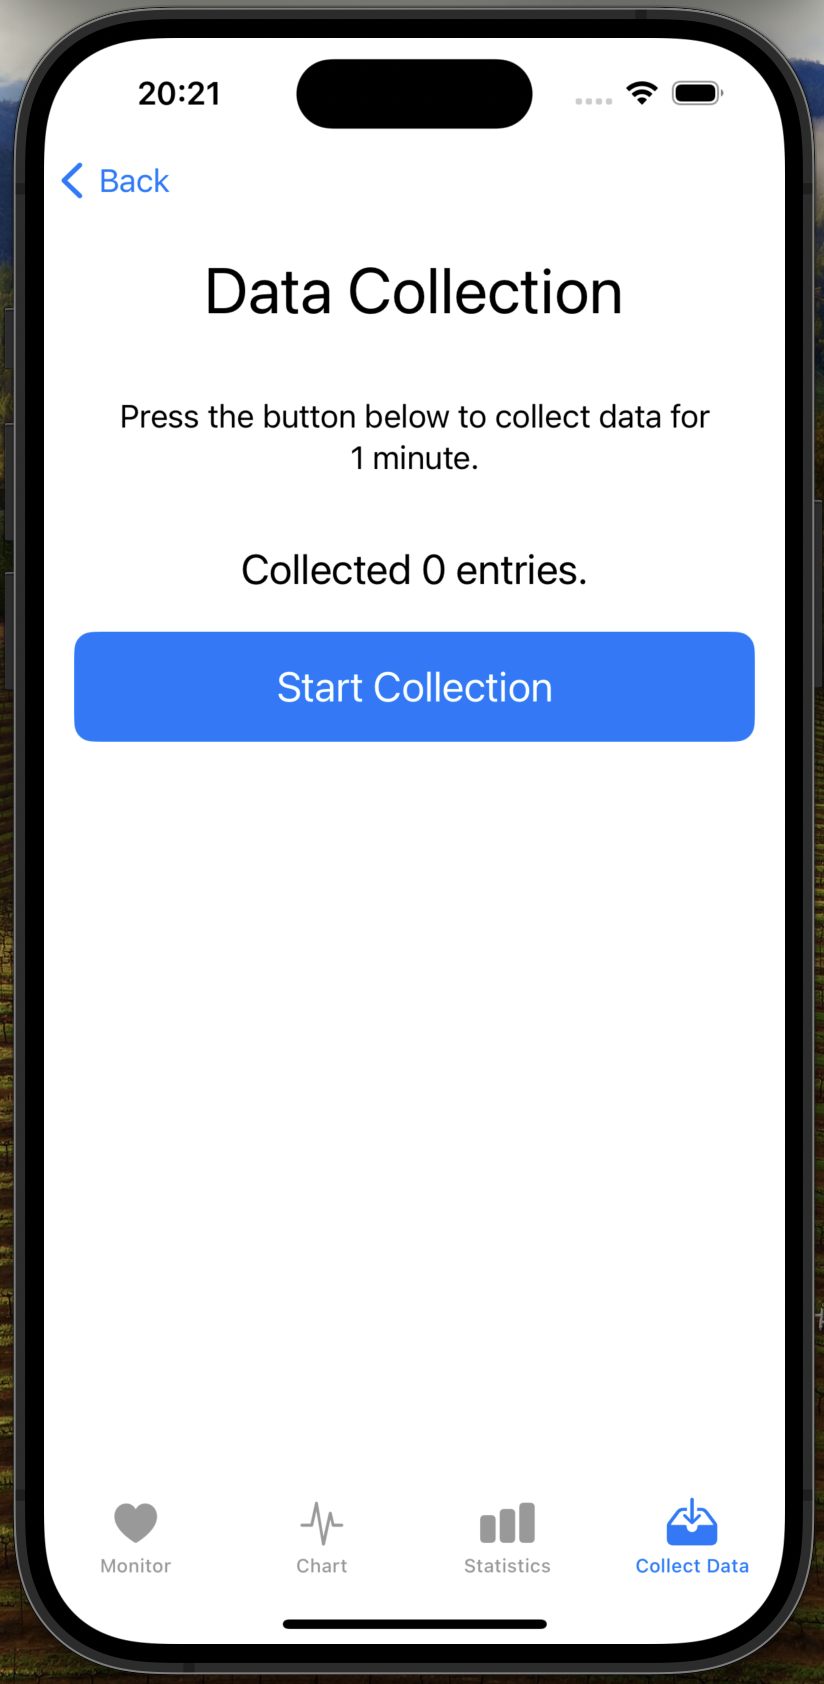 20:21
Back
Data Collection
Press the button below to collect data for
1 minute.
Collected 0 entries.
Start Collection
Monitor
Chart
Statistics
Collect Data